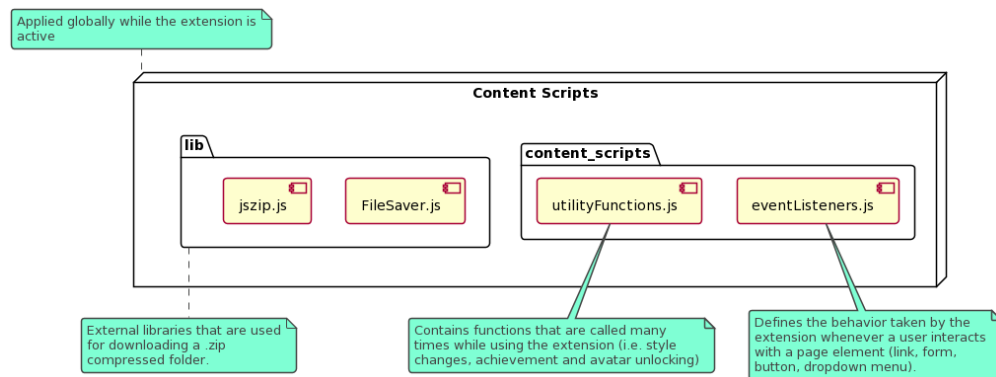 Applied globally while the extension is
active
Content Scripts
lib
content_scripts
jszip.js
FileSaver.js
utilityFunctions.js
eventListeners.js
External libraries that are used
for downloading a .zip
compressed folder.
Contains functions that are called many
times while using the extension (i.e. style
changes, achievement and avatar unlocking)
Defines the behavior taken by the
extension whenever a user interacts
with a page element (link, form,
button, dropdown menu).